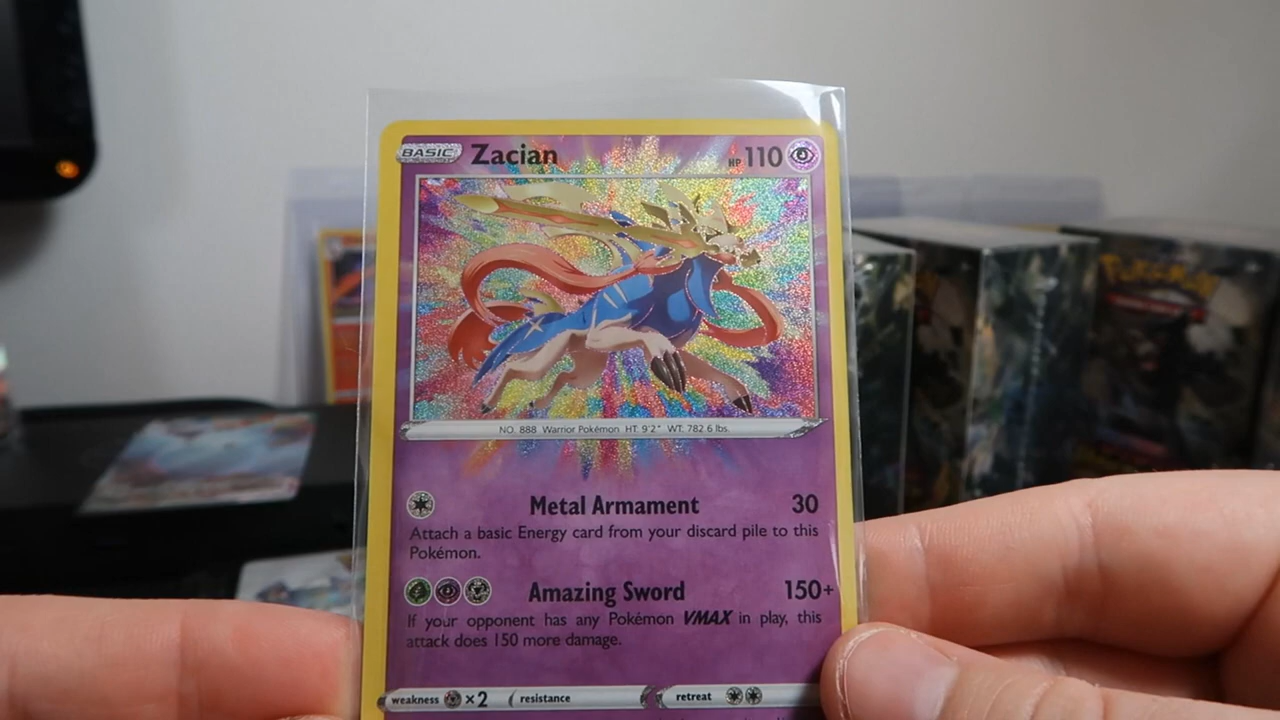 BASIC Zacian HP 110
NO. 888 Warrior Pokémon HT: 9'2" WT: 782.6 lbs.
Metal Armament 30
Attach a basic Energy card from your discard pile to this
Pokémon.
Amazing Sword 150+
If your opponent has any Pokémon VMAX in play, this
attack does 150 more damage.
weakness ×2 resistance retreat
Pokémon